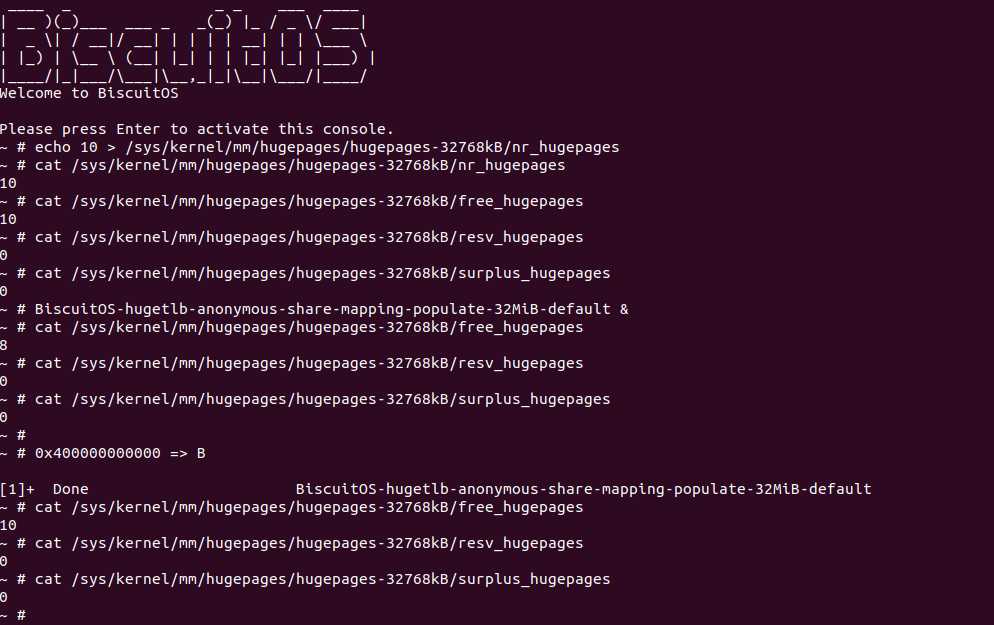 BiscuitOS
Welcome to BiscuitOS
Please press Enter to activate this console.
~ # echo 10 > /sys/kernel/mm/hugepages/hugepages-32768kB/nr_hugepages
~ # cat /sys/kernel/mm/hugepages/hugepages-32768kB/nr_hugepages
10
~ # cat /sys/kernel/mm/hugepages/hugepages-32768kB/free_hugepages
10
~ # cat /sys/kernel/mm/hugepages/hugepages-32768kB/resv_hugepages
0
~ # cat /sys/kernel/mm/hugepages/hugepages-32768kB/surplus_hugepages
0
~ # BiscuitOS-hugetlb-anonymous-share-mapping-populate-32MiB-default &
~ # cat /sys/kernel/mm/hugepages/hugepages-32768kB/free_hugepages
8
~ # cat /sys/kernel/mm/hugepages/hugepages-32768kB/resv_hugepages
0
~ # cat /sys/kernel/mm/hugepages/hugepages-32768kB/surplus_hugepages
0
~ #
~ # 0x400000000000 => B
[1]+  Done                       BiscuitOS-hugetlb-anonymous-share-mapping-populate-32MiB-default
~ # cat /sys/kernel/mm/hugepages/hugepages-32768kB/free_hugepages
10
~ # cat /sys/kernel/mm/hugepages/hugepages-32768kB/resv_hugepages
0
~ # cat /sys/kernel/mm/hugepages/hugepages-32768kB/surplus_hugepages
0
~ #